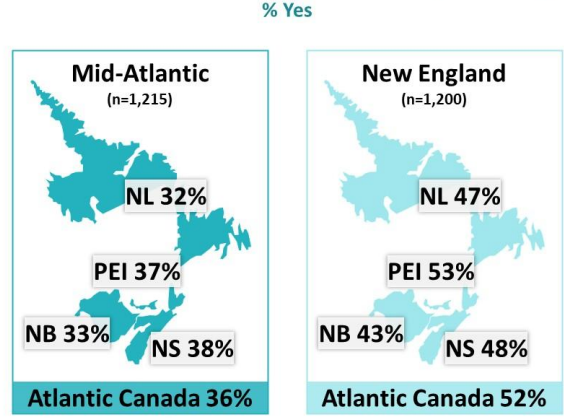 % Yes
Mid-Atlantic
(n=1,215)
NL 32%
PEI 37%
NB 33%
NS 38%
Atlantic Canada 36%
New England
(n=1,200)
NL 47%
PEI 53%
NB 43%
NS 48%
Atlantic Canada 52%